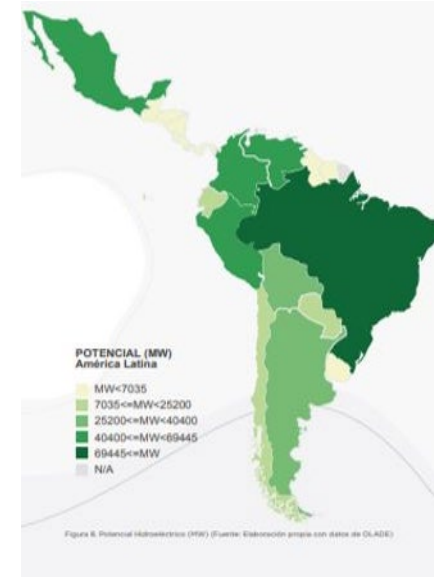 POTENCIAL (MW)
América Latina
MW<7035
7035<=MW<25200
25200<=MW<40400
40400<=MW<69445
69445<=MW
N/A
Figura 8. Potencial Hidroeléctrico (MW) (Fuente: Elaboración propia con datos de OLADE)